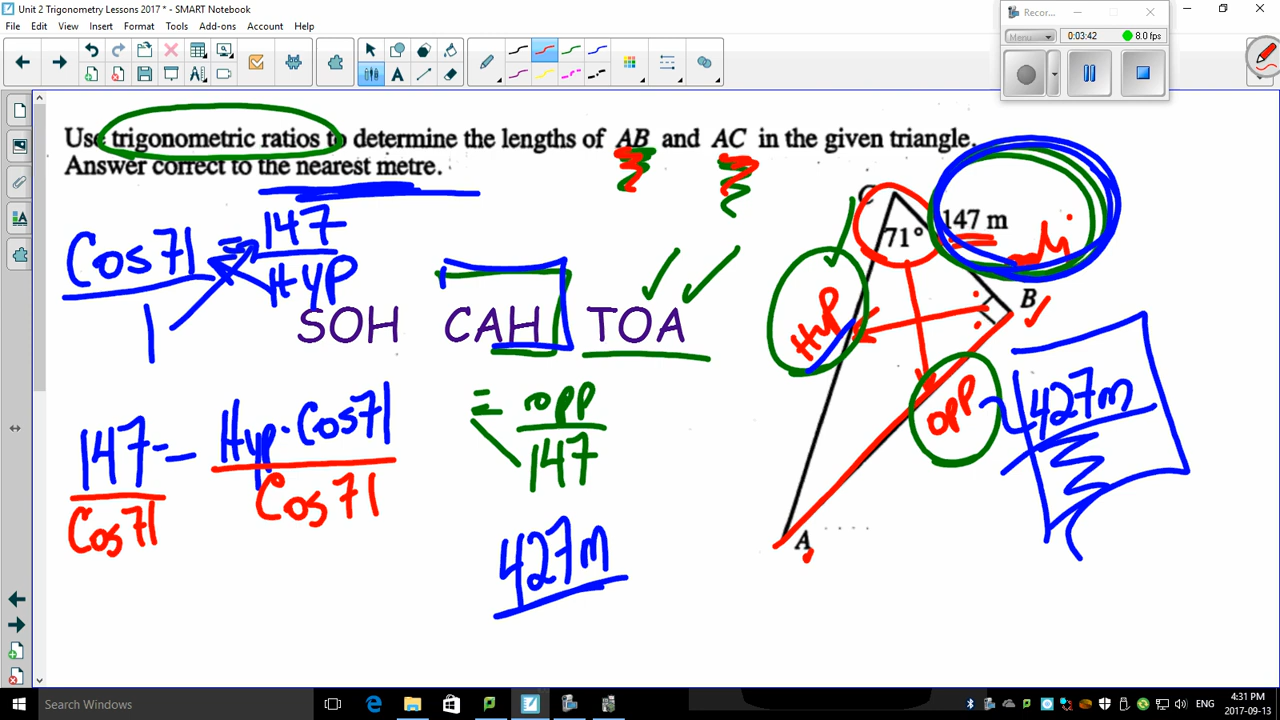 Unit 2 Trigonometry Lessons 2017 * - SMART Notebook
File Edit View Insert Format Tools Add-ons Account Help
Recor...
Menu
0:03:42
8.0 fps
Use trigonometric ratios to determine the lengths of AB and AC in the given triangle.
Answer correct to the nearest metre.
Cos71 = 147
1 Hyp
SOH CAH TOA
C
71°
147 m
B
Hyp
opp
427m
A
147 = Hyp·Cos71
Cos71 Cos71
= opp
147
427m
Search Windows
ENG
4:31 PM
2017-09-13